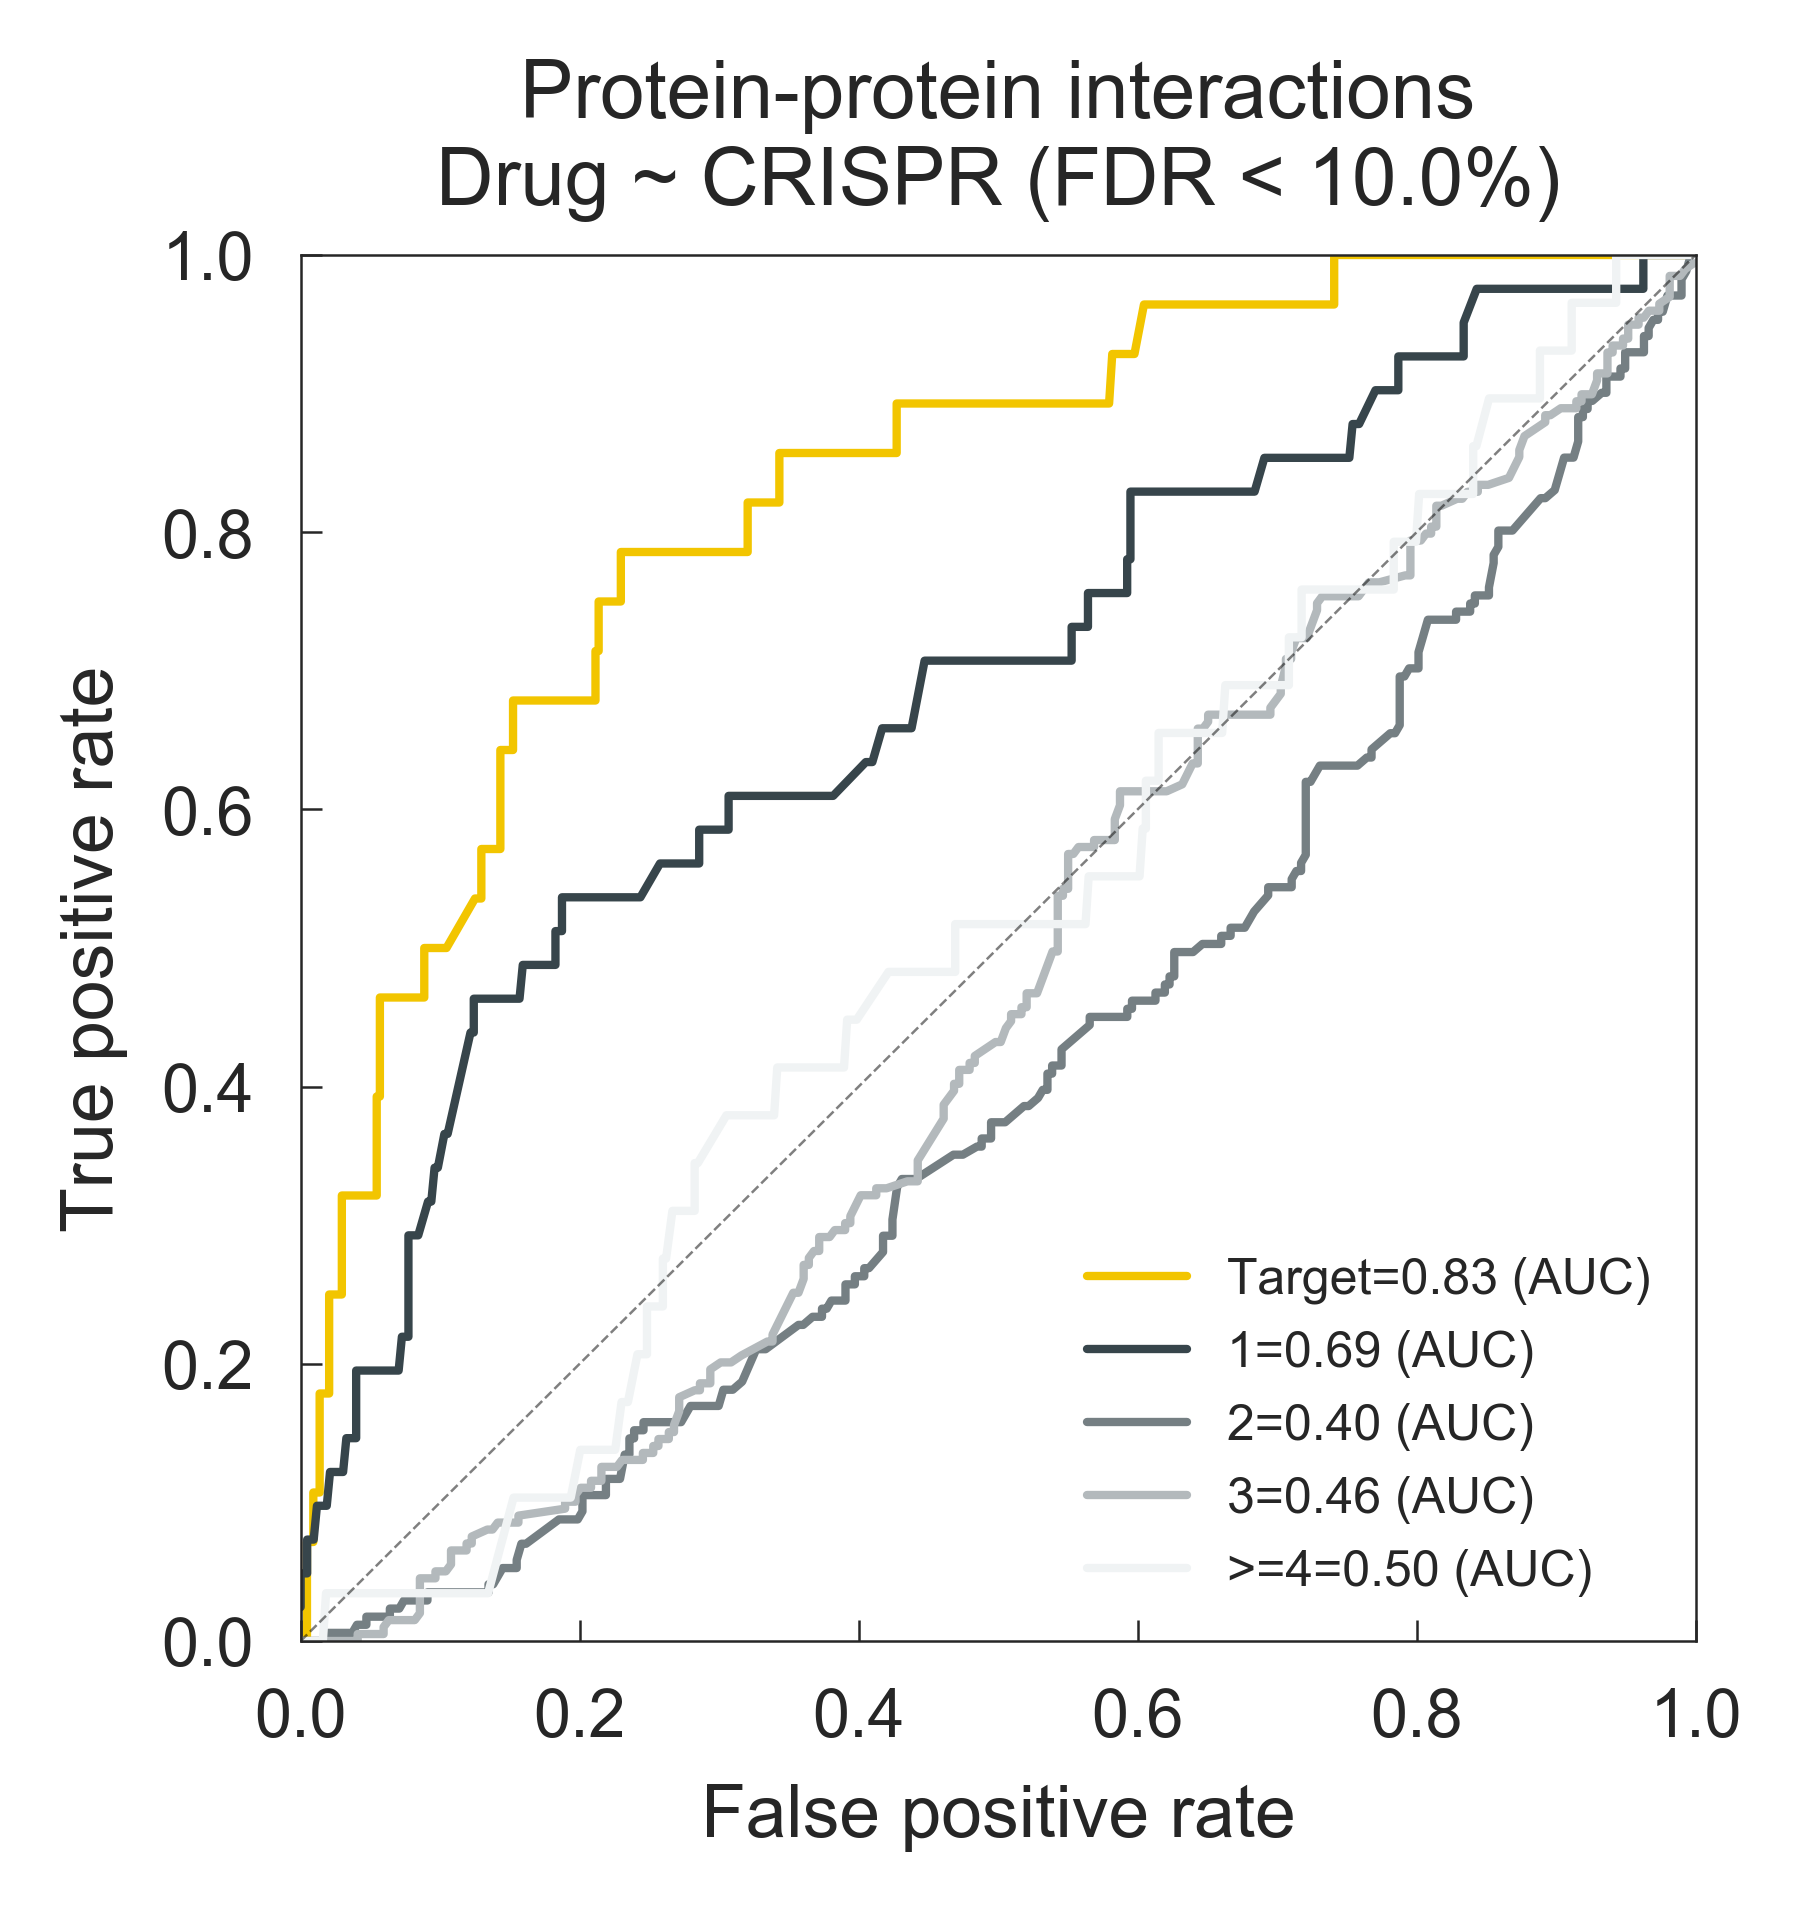 Protein-protein interactions
Drug ~ CRISPR (FDR < 10.0%)
1.0
0.8
0.6
0.4
0.2
0.0
True positive rate
Target=0.83 (AUC)
1=0.69 (AUC)
2=0.40 (AUC)
3=0.46 (AUC)
>=4=0.50 (AUC)
0.0 0.2 0.4 0.6 0.8 1.0
False positive rate